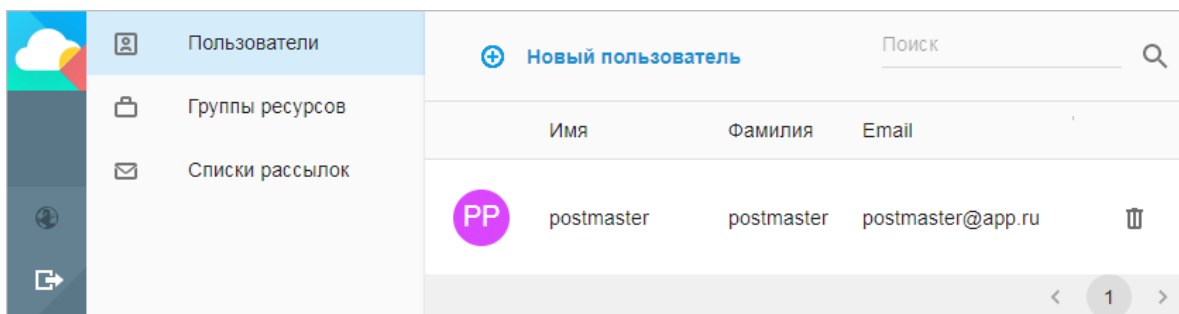 Пользователи
Группы ресурсов
Списки рассылок
Новый пользователь
Поиск
Имя Фамилия Email
PP postmaster postmaster postmaster@app.ru
1